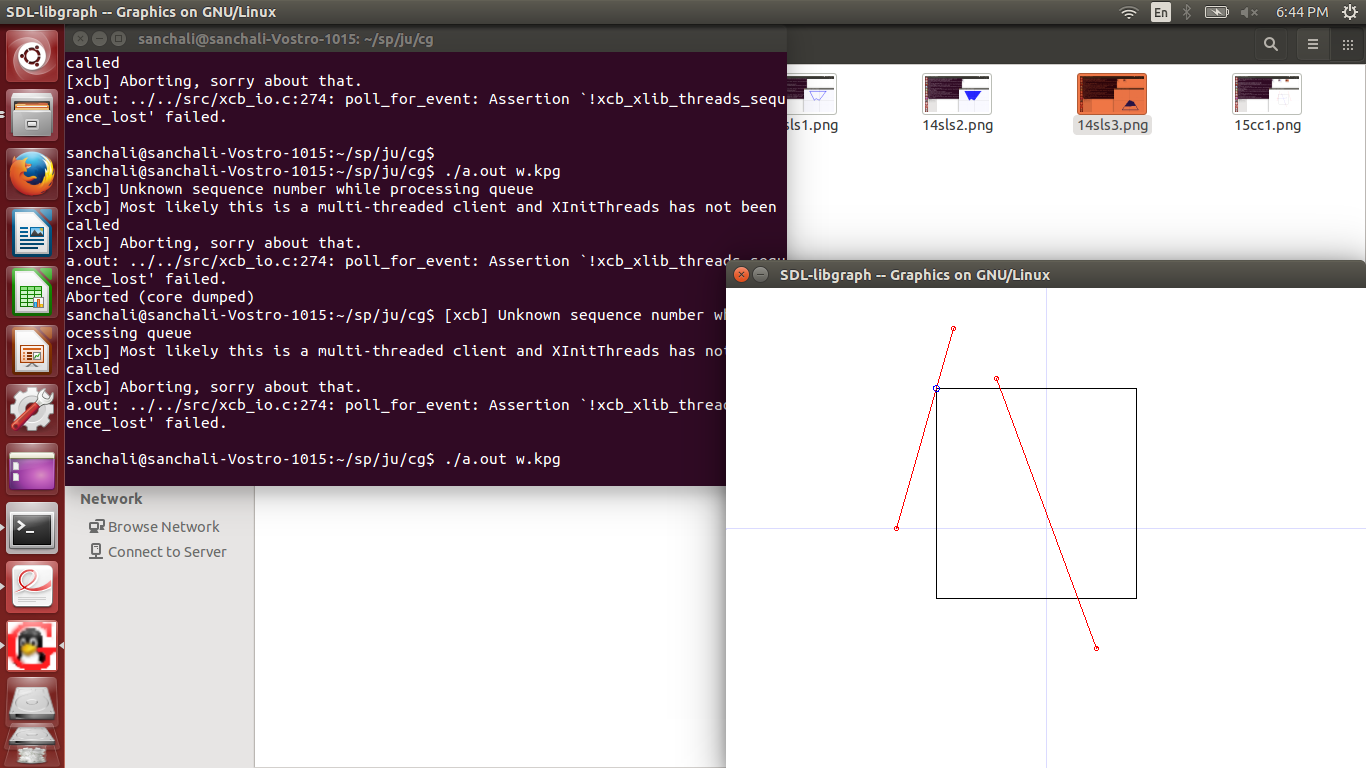 SDL-libgraph -- Graphics on GNU/Linux
En
6:44 PM
sanchali@sanchali-Vostro-1015: ~/sp/ju/cg
called
[xcb] Aborting, sorry about that.
a.out: ../../src/xcb_io.c:274: poll_for_event: Assertion `!xcb_xlib_threads_sequ
ence_lost' failed.
sanchali@sanchali-Vostro-1015:~/sp/ju/cg$
sanchali@sanchali-Vostro-1015:~/sp/ju/cg$ ./a.out w.kpg
[xcb] Unknown sequence number while processing queue
[xcb] Most likely this is a multi-threaded client and XInitThreads has not been
called
[xcb] Aborting, sorry about that.
a.out: ../../src/xcb_io.c:274: poll_for_event: Assertion `!xcb_xlib_threads_sequ
ence_lost' failed.
Aborted (core dumped)
sanchali@sanchali-Vostro-1015:~/sp/ju/cg$ [xcb] Unknown sequence number wh
ocessing queue
[xcb] Most likely this is a multi-threaded client and XInitThreads has not
called
[xcb] Aborting, sorry about that.
a.out: ../../src/xcb_io.c:274: poll_for_event: Assertion `!xcb_xlib_thread
ence_lost' failed.
sanchali@sanchali-Vostro-1015:~/sp/ju/cg$ ./a.out w.kpg
sls1.png
14sls2.png
14sls3.png
15cc1.png
SDL-libgraph -- Graphics on GNU/Linux
Network
Browse Network
Connect to Server